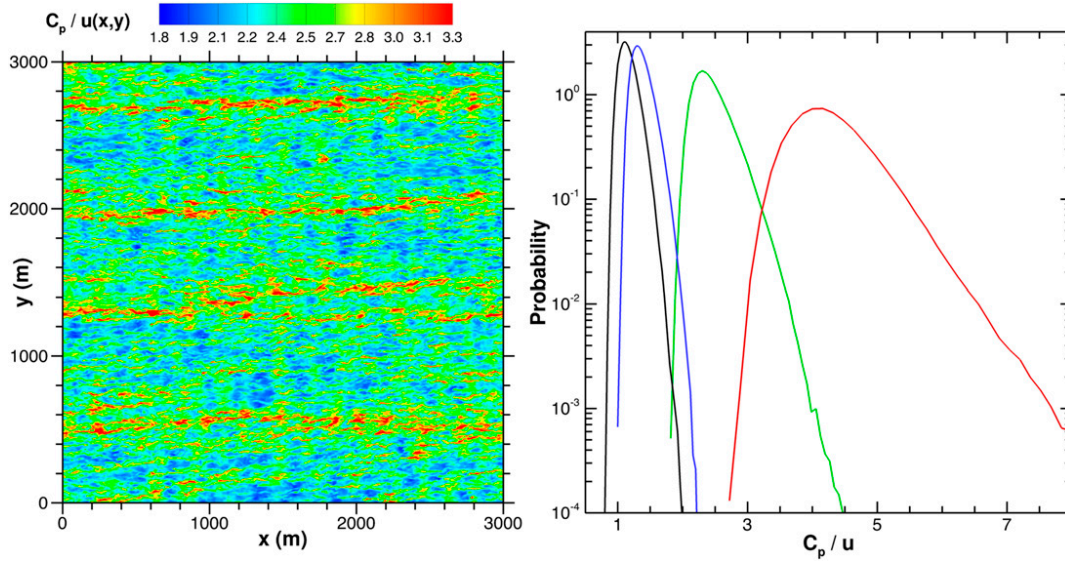 C_p / u(x,y)
1.8 1.9 2.1 2.2 2.4 2.5 2.7 2.8 3.0 3.1 3.3
3000
2000
1000
0
y (m)
0 1000 2000 3000
x (m)
10^0
10^-1
10^-2
10^-3
10^-4
Probability
1 3 5 7
C_p / u